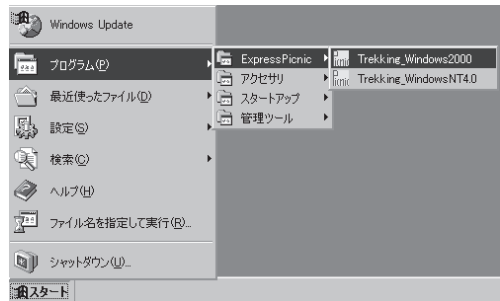 Windows Update
プログラム(P)
最近使ったファイル(D)
設定(S)
検索(C)
ヘルプ(H)
ファイル名を指定して実行(R)...
シャットダウン(U)...
スタート
ExpressPicnic
アクセサリ
スタートアップ
管理ツール
Trekking_Windows2000
Trekking_WindowsNT4.0